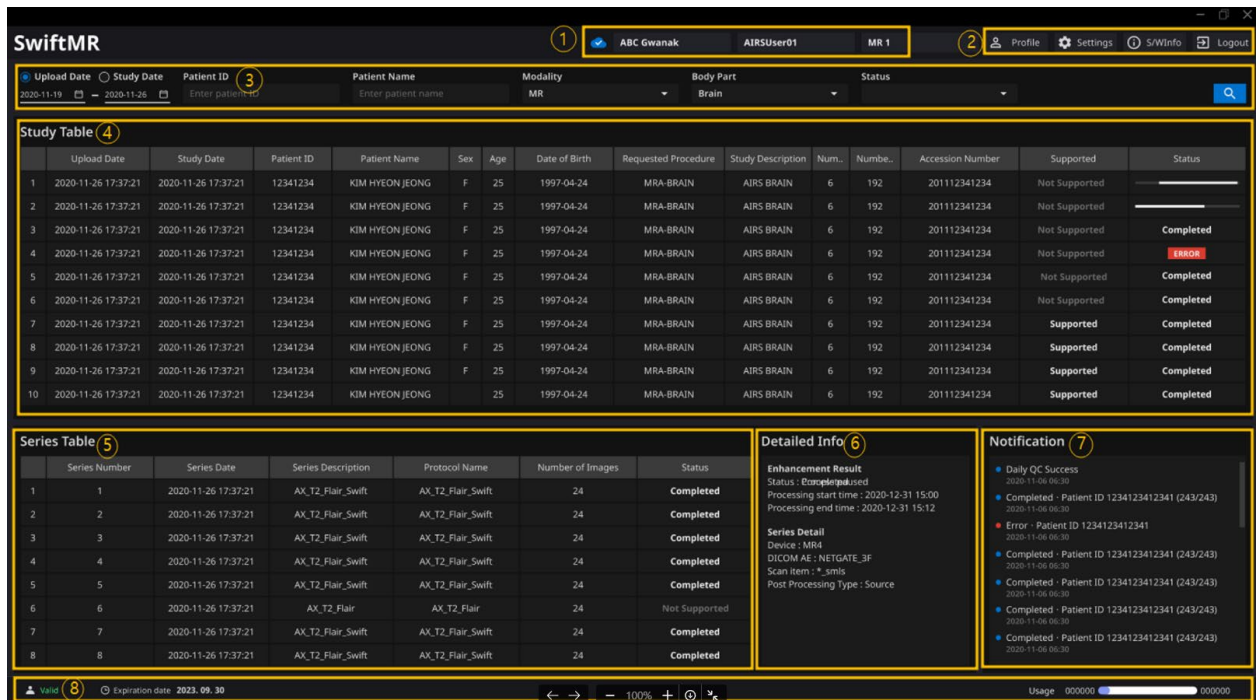 SwiftMR
1 ABC Gwanak AIRSUser01 MR 1
2 Profile Settings S/WInfo Logout
Upload Date Study Date Patient ID 3 Patient Name Modality Body Part Status
2020-11-19 – 2020-11-26 Enter patient ID Enter patient name MR Brain
Study Table 4
Upload Date Study Date Patient ID Patient Name Sex Age Date of Birth Requested Procedure Study Description Num.. Numbe.. Accession Number Supported Status
1 2020-11-26 17:37:21 2020-11-26 17:37:21 12341234 KIM HYEON JEONG F 25 1997-04-24 MRA-BRAIN AIRS BRAIN 6 192 201112341234 Not Supported
2 2020-11-26 17:37:21 2020-11-26 17:37:21 12341234 KIM HYEON JEONG F 25 1997-04-24 MRA-BRAIN AIRS BRAIN 6 192 201112341234 Not Supported
3 2020-11-26 17:37:21 2020-11-26 17:37:21 12341234 KIM HYEON JEONG F 25 1997-04-24 MRA-BRAIN AIRS BRAIN 6 192 201112341234 Not Supported Completed
4 2020-11-26 17:37:21 2020-11-26 17:37:21 12341234 KIM HYEON JEONG F 25 1997-04-24 MRA-BRAIN AIRS BRAIN 6 192 201112341234 Not Supported ERROR
5 2020-11-26 17:37:21 2020-11-26 17:37:21 12341234 KIM HYEON JEONG F 25 1997-04-24 MRA-BRAIN AIRS BRAIN 6 192 201112341234 Not Supported Completed
6 2020-11-26 17:37:21 2020-11-26 17:37:21 12341234 KIM HYEON JEONG F 25 1997-04-24 MRA-BRAIN AIRS BRAIN 6 192 201112341234 Not Supported Completed
7 2020-11-26 17:37:21 2020-11-26 17:37:21 12341234 KIM HYEON JEONG F 25 1997-04-24 MRA-BRAIN AIRS BRAIN 6 192 201112341234 Supported Completed
8 2020-11-26 17:37:21 2020-11-26 17:37:21 12341234 KIM HYEON JEONG F 25 1997-04-24 MRA-BRAIN AIRS BRAIN 6 192 201112341234 Supported Completed
9 2020-11-26 17:37:21 2020-11-26 17:37:21 12341234 KIM HYEON JEONG F 25 1997-04-24 MRA-BRAIN AIRS BRAIN 6 192 201112341234 Supported Completed
10 2020-11-26 17:37:21 2020-11-26 17:37:21 12341234 KIM HYEON JEONG 25 1997-04-24 MRA-BRAIN AIRS BRAIN 6 192 201112341234 Supported Completed
Series Table 5
Series Number Series Date Series Description Protocol Name Number of Images Status
1 1 2020-11-26 17:37:21 AX_T2_Flair_Swift AX_T2_Flair_Swift 24 Completed
2 2 2020-11-26 17:37:21 AX_T2_Flair_Swift AX_T2_Flair_Swift 24 Completed
3 3 2020-11-26 17:37:21 AX_T2_Flair_Swift AX_T2_Flair_Swift 24 Completed
4 4 2020-11-26 17:37:21 AX_T2_Flair_Swift AX_T2_Flair_Swift 24 Completed
5 5 2020-11-26 17:37:21 AX_T2_Flair_Swift AX_T2_Flair_Swift 24 Completed
6 6 2020-11-26 17:37:21 AX_T2_Flair AX_T2_Flair 24 Not Supported
7 7 2020-11-26 17:37:21 AX_T2_Flair_Swift AX_T2_Flair_Swift 24 Completed
8 8 2020-11-26 17:37:21 AX_T2_Flair_Swift AX_T2_Flair_Swift 24 Completed
Detailed Info 6
Enhancement Result
Status :
Processing start time : 2020-12-31 15:00
Processing end time : 2020-12-31 15:12
Series Detail
Device : MR4
DICOM AE : NETGATE_3F
Scan item : *_smls
Post Processing Type : Source
Notification 7
Daily QC Success
2020-11-06 06:30
Completed · Patient ID 1234123412341 (243/243)
2020-11-06 06:30
Error · Patient ID 1234123412341
2020-11-06 06:30
Completed · Patient ID 1234123412341 (243/243)
2020-11-06 06:30
Completed · Patient ID 1234123412341 (243/243)
2020-11-06 06:30
Completed · Patient ID 1234123412341 (243/243)
2020-11-06 06:30
Completed · Patient ID 1234123412341 (243/243)
2020-11-06 06:30
Valid 8 Expiration date 2023. 09. 30 100% Usage 000000 000000